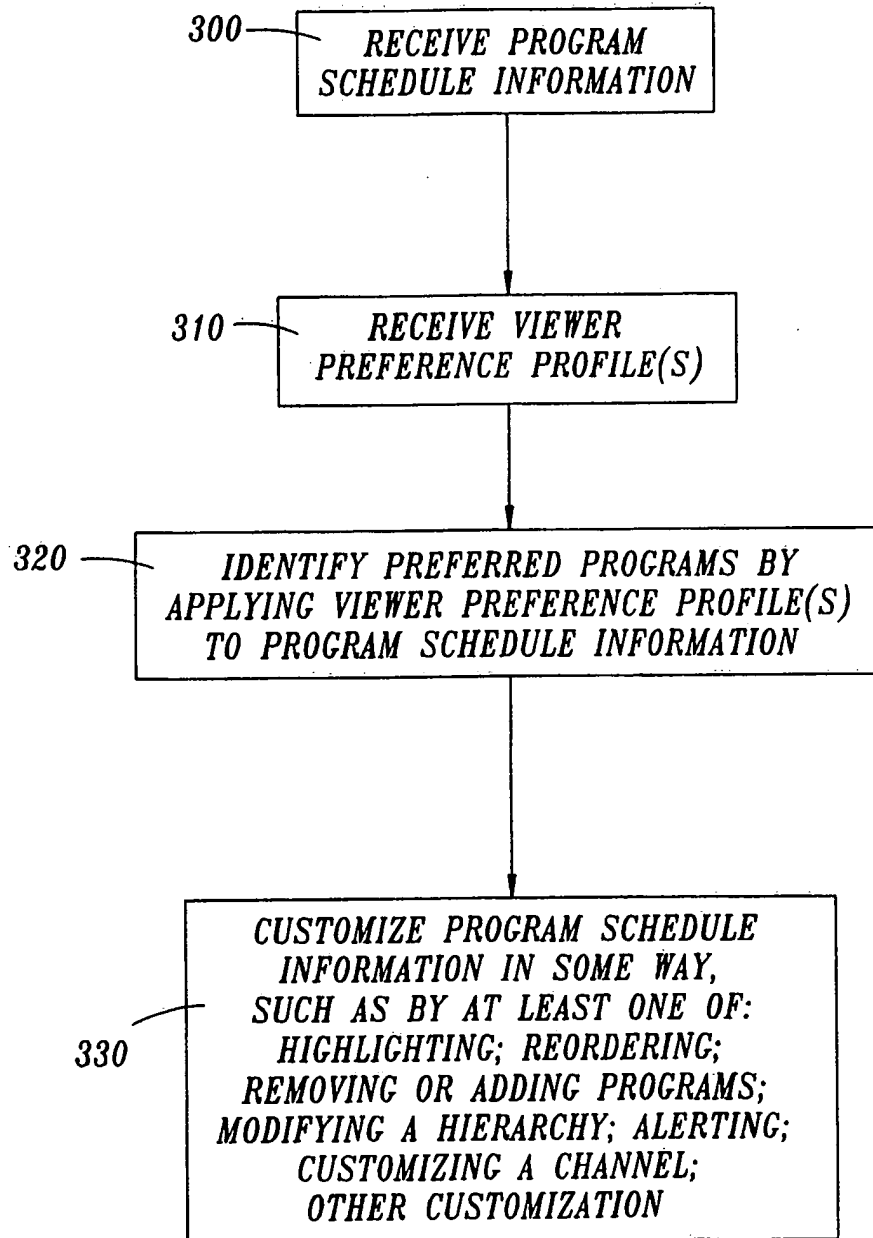 300
RECEIVE PROGRAM
SCHEDULE INFORMATION
310
RECEIVE VIEWER
PREFERENCE PROFILE(S)
320
IDENTIFY PREFERRED PROGRAMS BY
APPLYING VIEWER PREFERENCE PROFILE(S)
TO PROGRAM SCHEDULE INFORMATION
330
CUSTOMIZE PROGRAM SCHEDULE
INFORMATION IN SOME WAY,
SUCH AS BY AT LEAST ONE OF:
HIGHLIGHTING; REORDERING;
REMOVING OR ADDING PROGRAMS;
MODIFYING A HIERARCHY; ALERTING;
CUSTOMIZING A CHANNEL;
OTHER CUSTOMIZATION